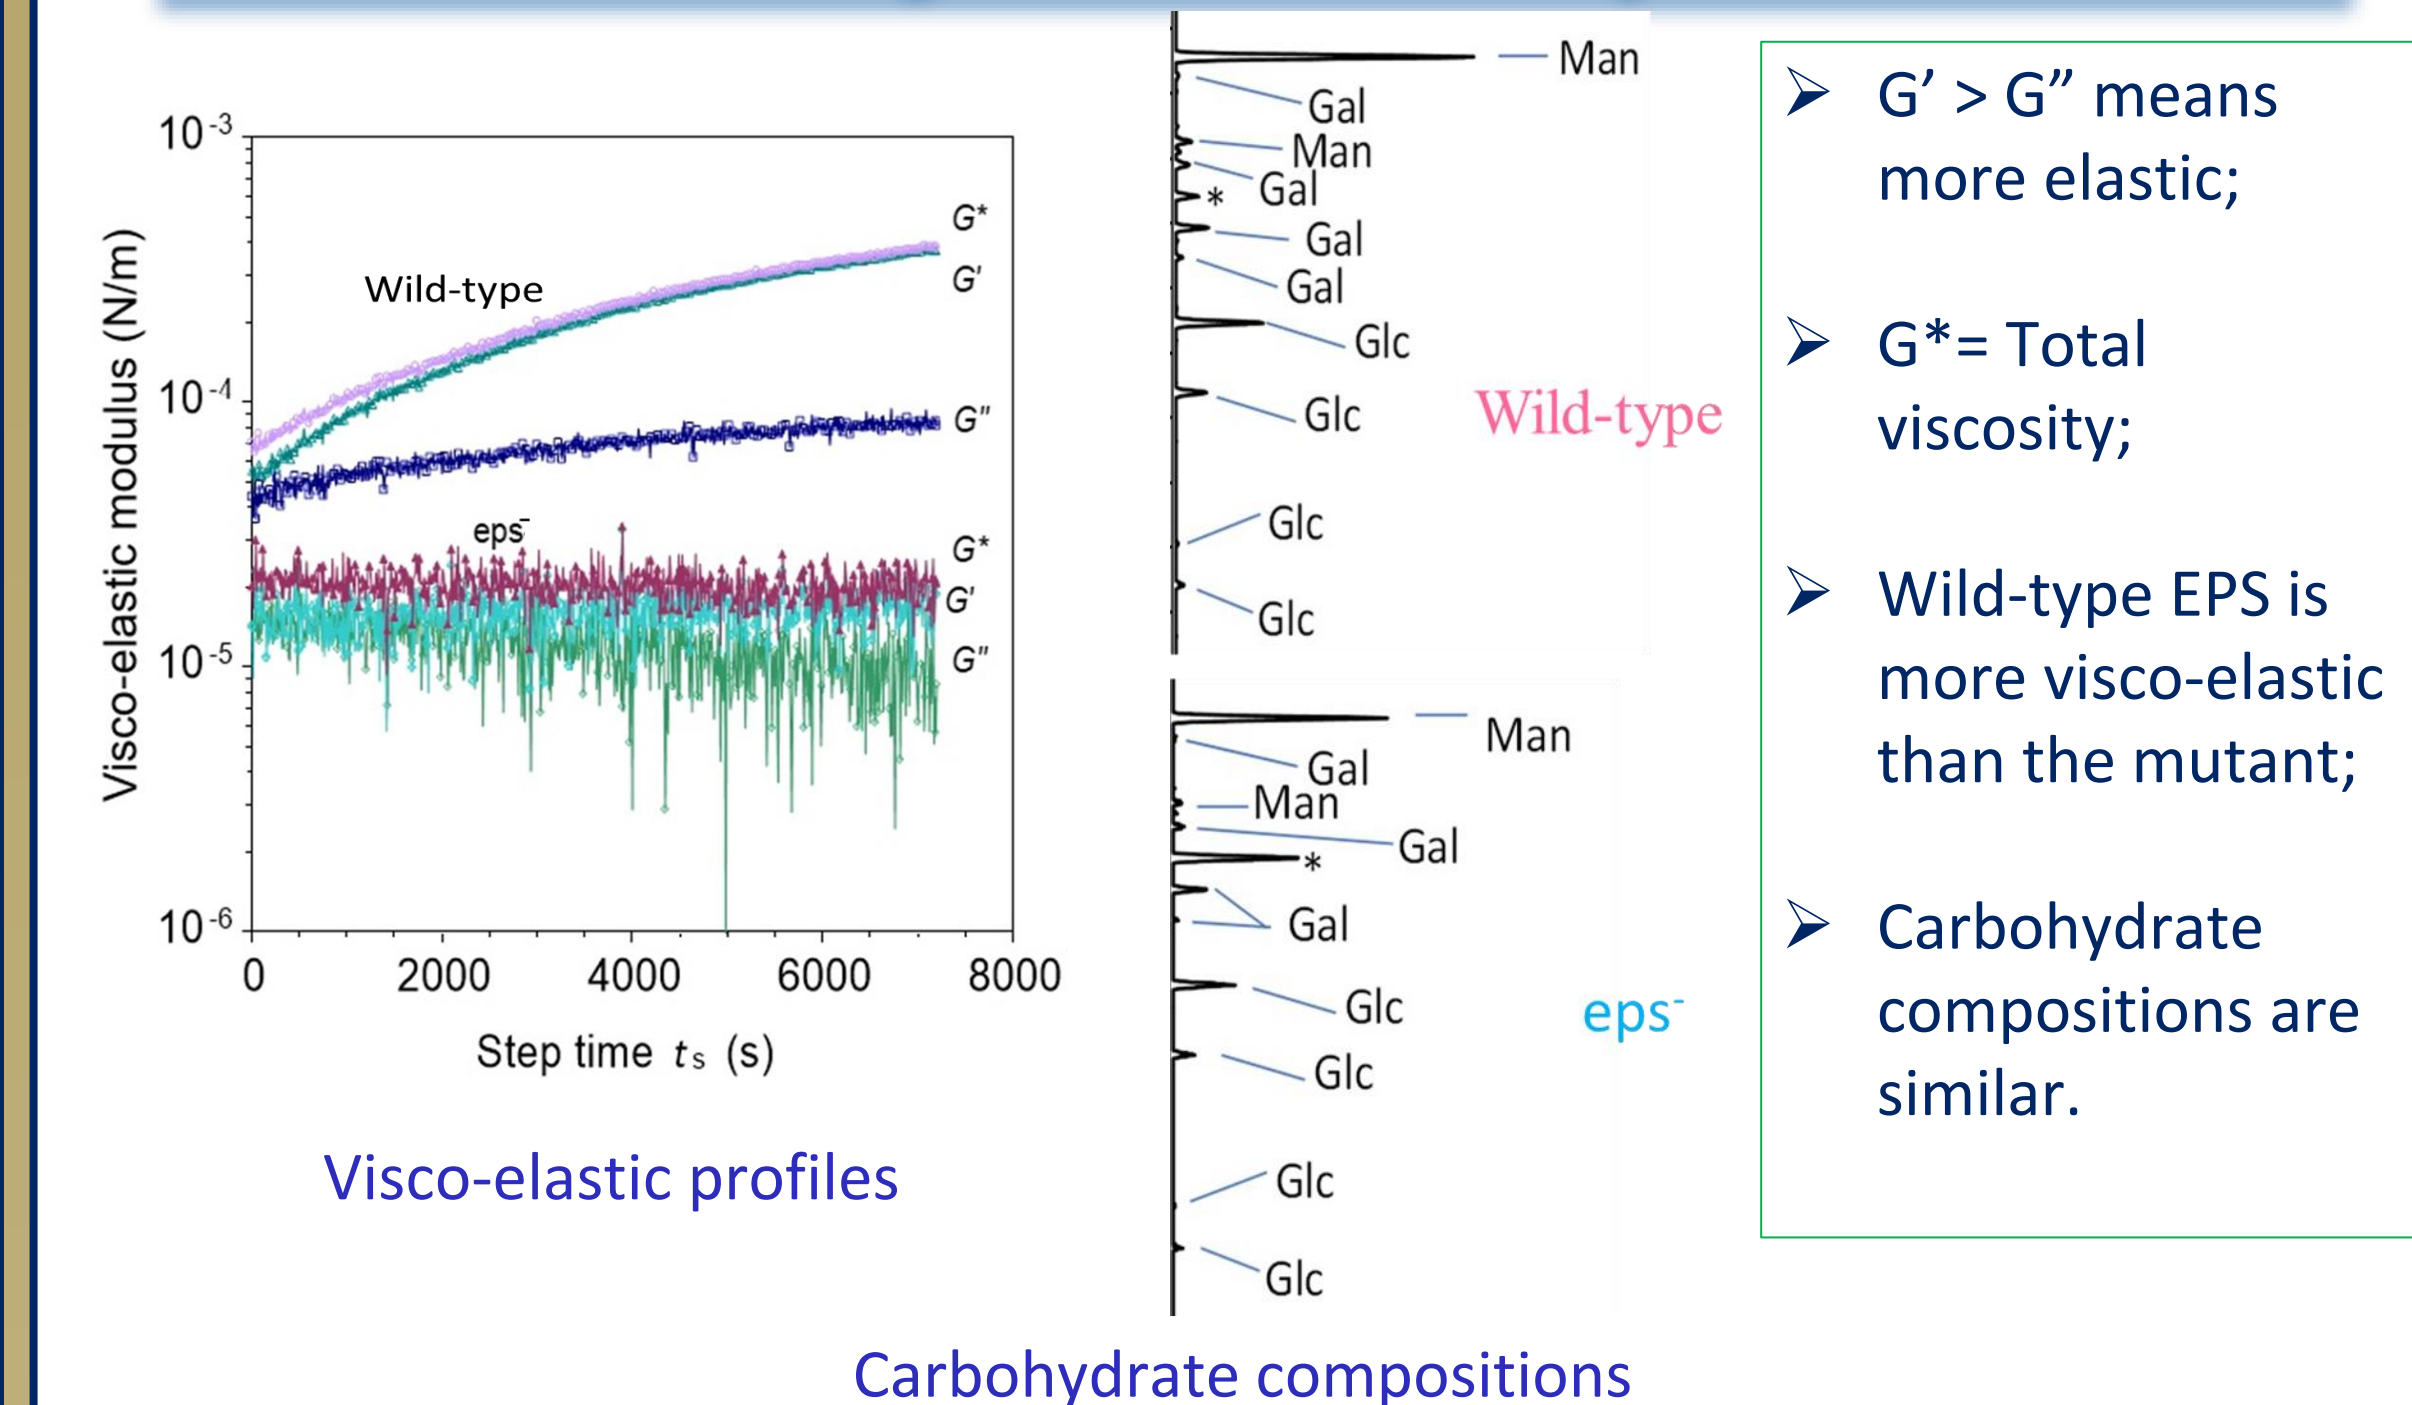 10-3
10-4
10-5
10-6
Visco-elastic modulus (N/m)
Wild-type
G*
G'
G"
eps-
G*
G'
G"
0 2000 4000 6000 8000
Step time ts (s)
Visco-elastic profiles
Man
Gal
Man
Gal
*
Gal
Gal
Glc
Glc
Wild-type
Glc
Glc
Man
Gal
Man
Gal
*
Gal
Glc
eps-
Glc
Glc
Glc
Carbohydrate compositions
➢ G’ > G” means
more elastic;
➢ G*= Total
viscosity;
➢ Wild-type EPS is
more visco-elastic
than the mutant;
➢ Carbohydrate
compositions are
similar.